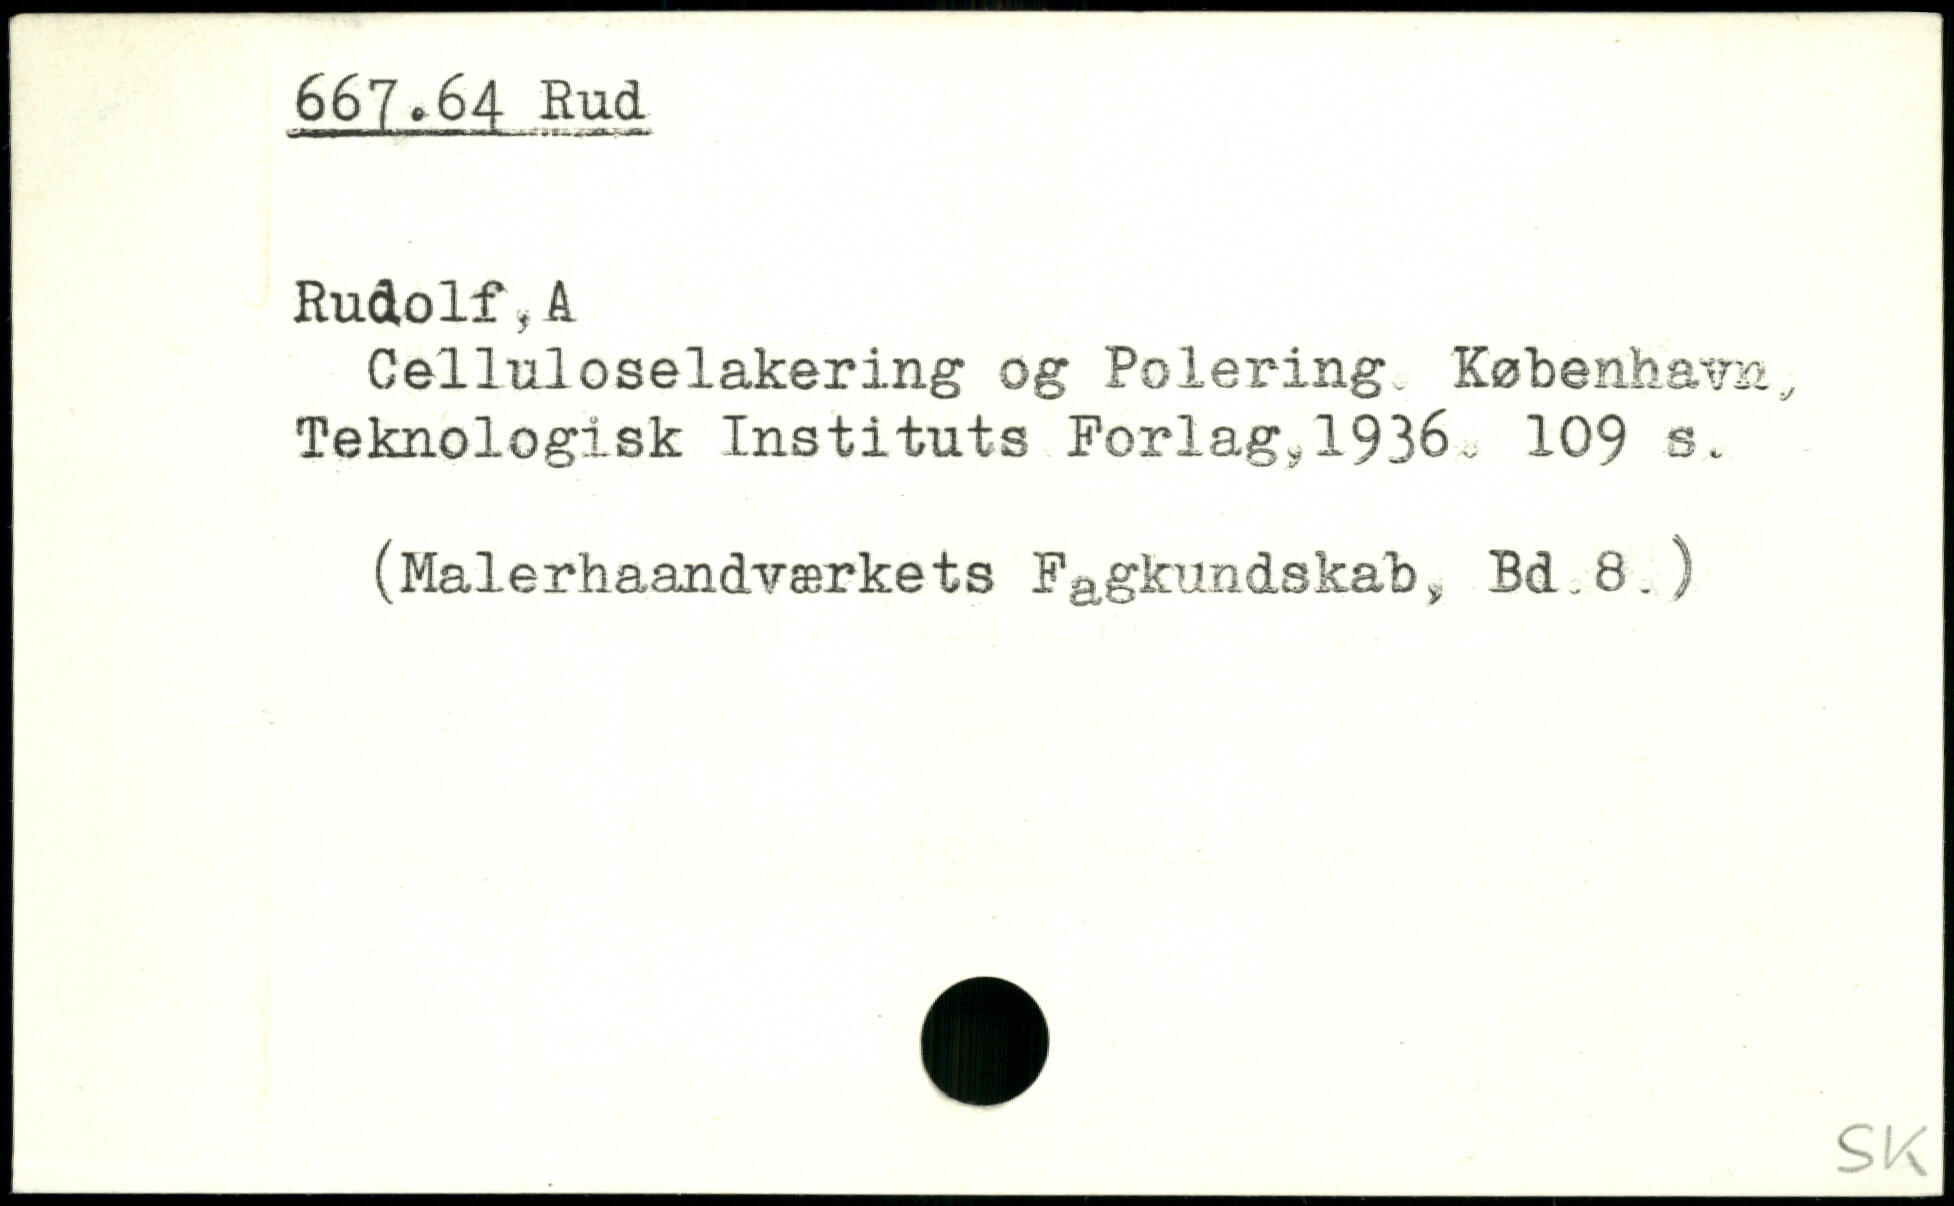 667.64 Rud
Rudolf,A
Celluloselakering og Polering. København,
Teknologisk Instituts Forlag,1936. 109 s.
(Malerhaandværkets Fagkundskab, Bd.8.)
SK